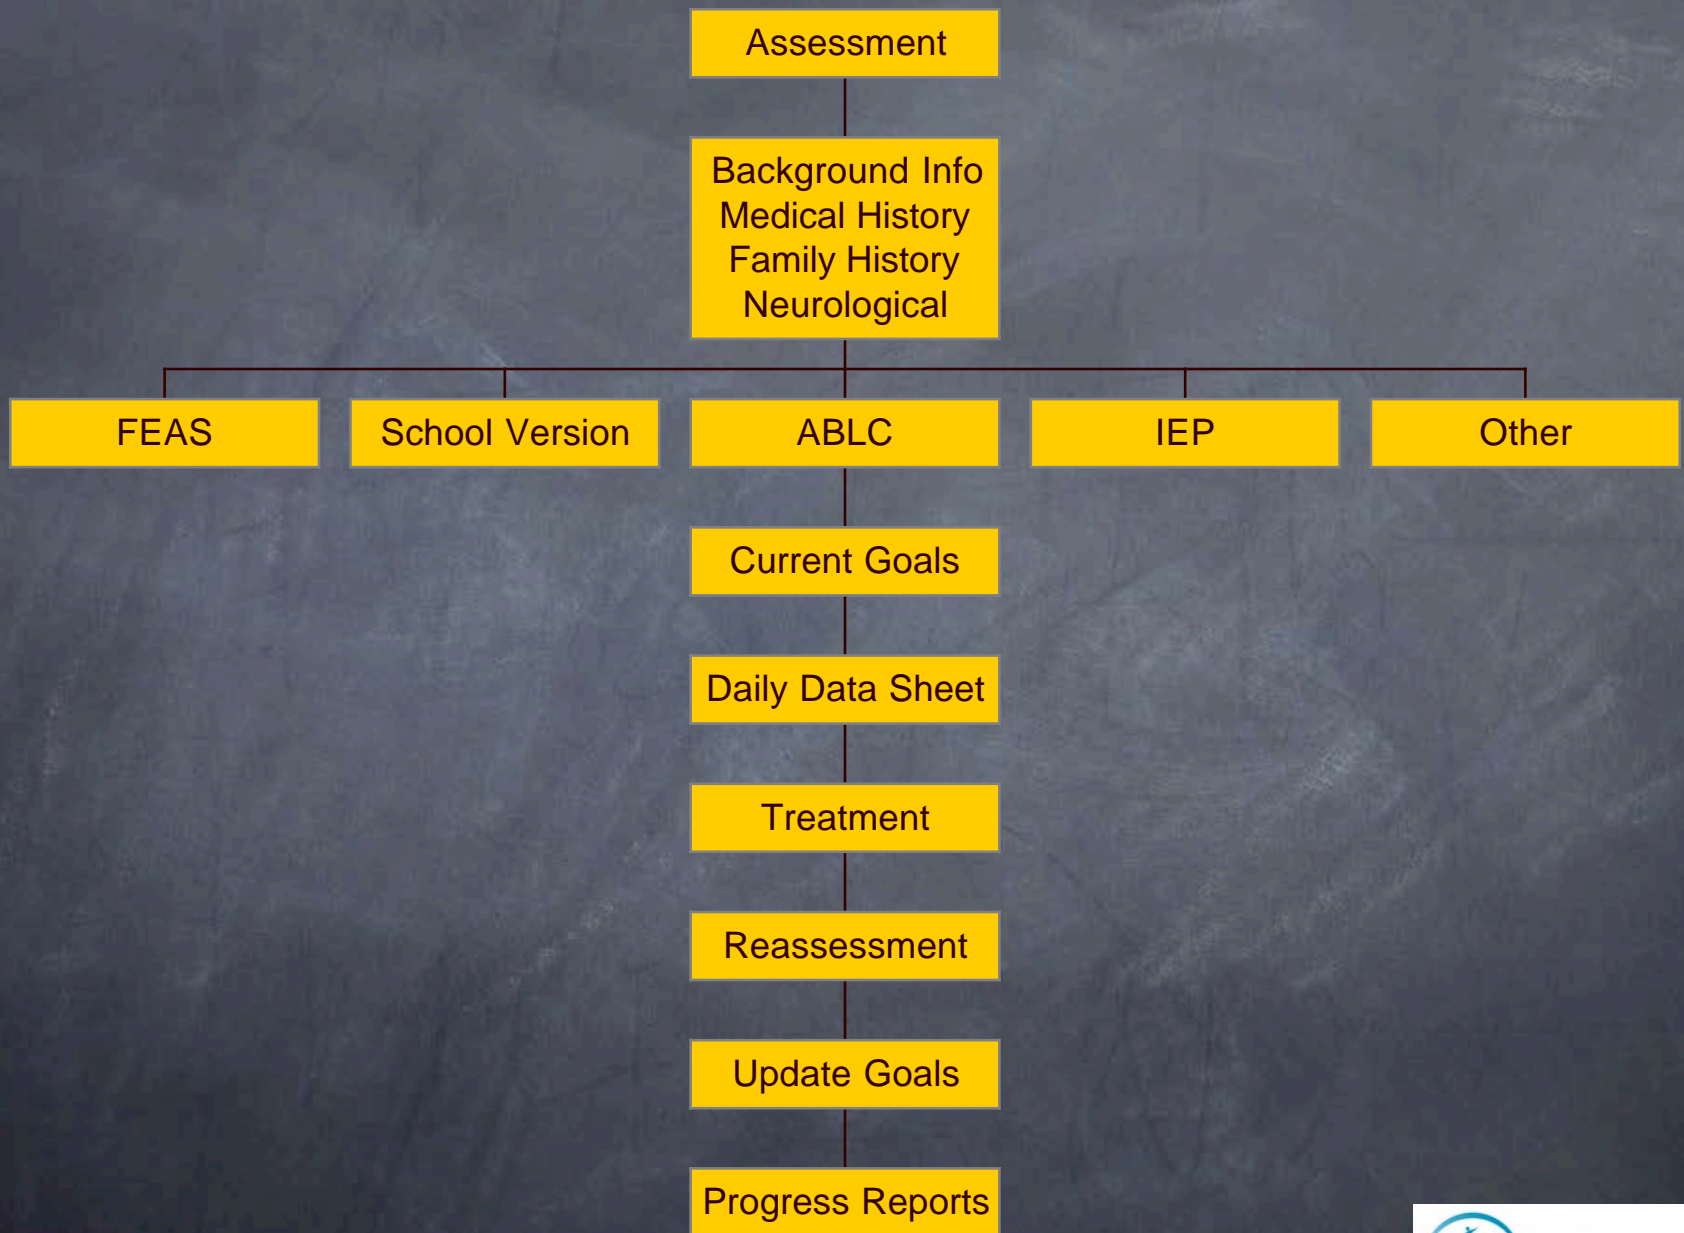 Assessment
Background Info
Medical History
Family History
Neurological
FEAS
School Version
ABLC
IEP
Other
Current Goals
Daily Data Sheet
Treatment
Reassessment
Update Goals
Progress Reports